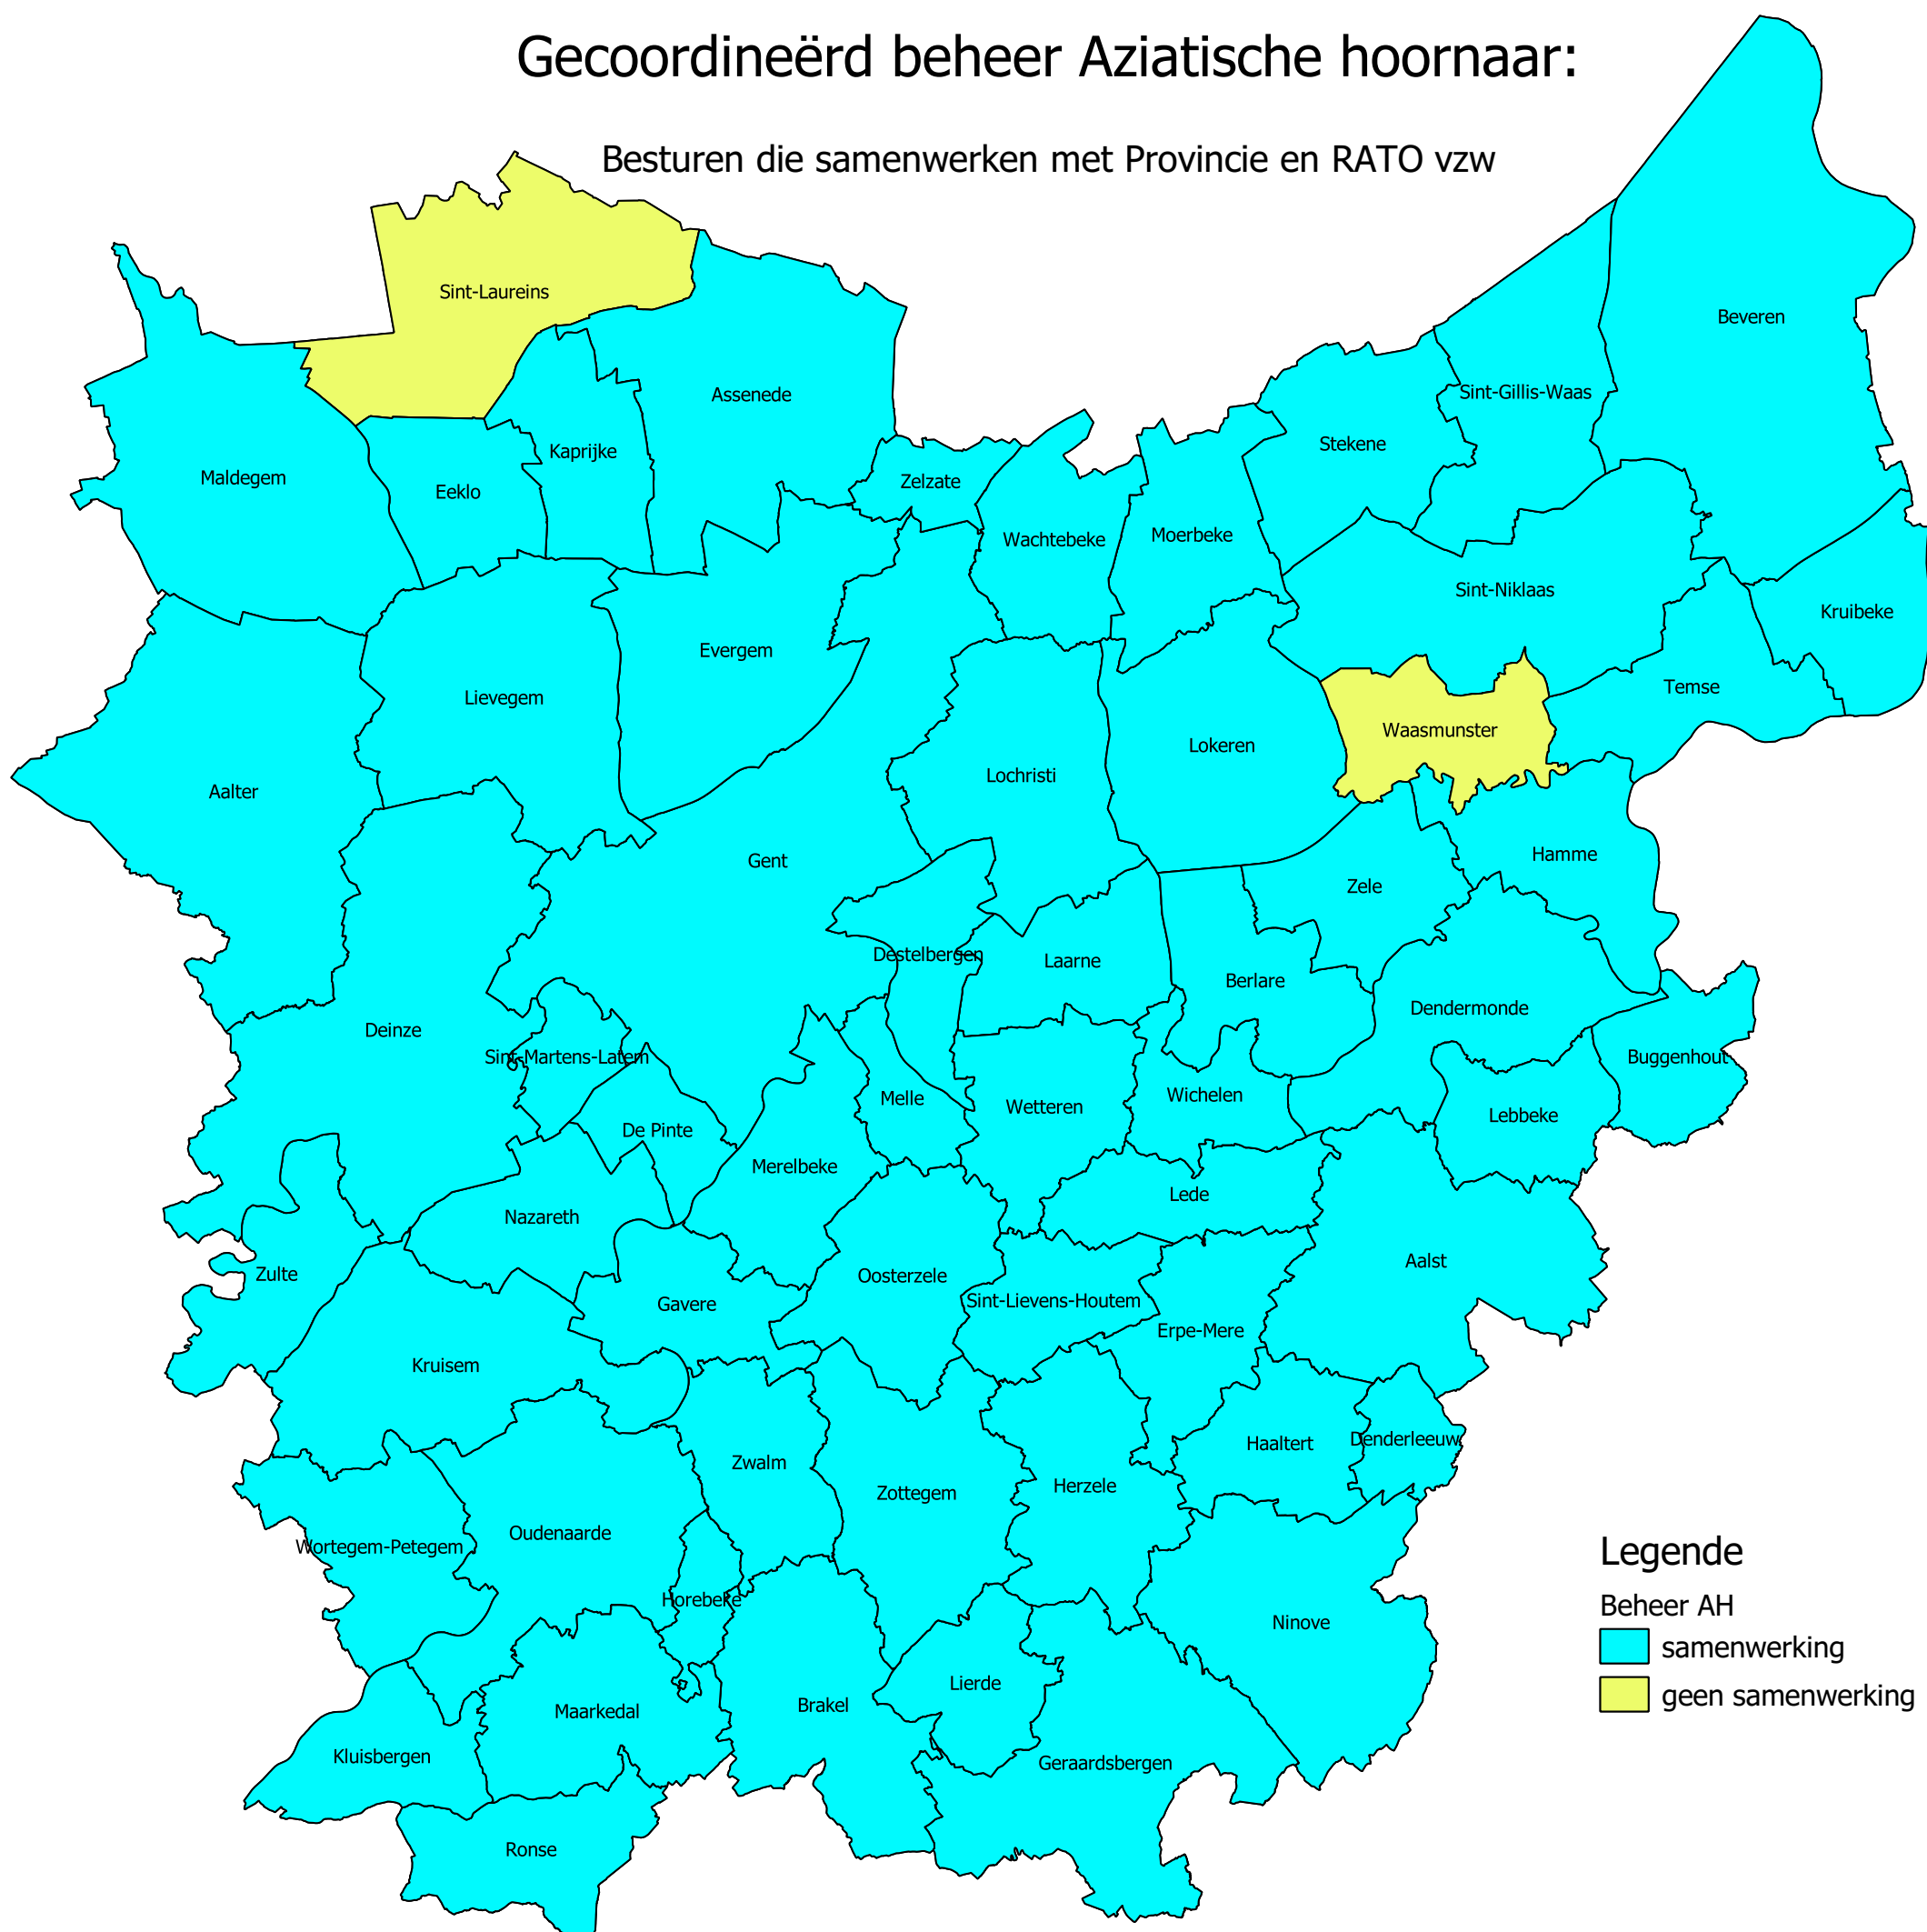 Gecoordineërd beheer Aziatische hoornaar:
Besturen die samenwerken met Provincie en RATO vzw
Sint-Laureins
Beveren
Assenede
Sint-Gillis-Waas
Stekene
Kaprijke
Maldegem
Eeklo
Zelzate
Wachtebeke
Moerbeke
Sint-Niklaas
Kruibeke
Evergem
Temse
Lievegem
Waasmunster
Lokeren
Lochristi
Aalter
Hamme
Gent
Zele
Destelbergen
Laarne
Berlare
Dendermonde
Deinze
Sint-Martens-Latem
Buggenhout
Melle
Wetteren
Wichelen
Lebbeke
De Pinte
Merelbeke
Lede
Nazareth
Aalst
Zulte
Oosterzele
Gavere
Sint-Lievens-Houtem
Erpe-Mere
Kruisem
Denderleeuw
Haaltert
Zwalm
Herzele
Zottegem
Oudenaarde
Wortegem-Petegem
Horebeke
Ninove
Lierde
Brakel
Maarkedal
Kluisbergen
Geraardsbergen
Ronse
Legende
Beheer AH
samenwerking
geen samenwerking